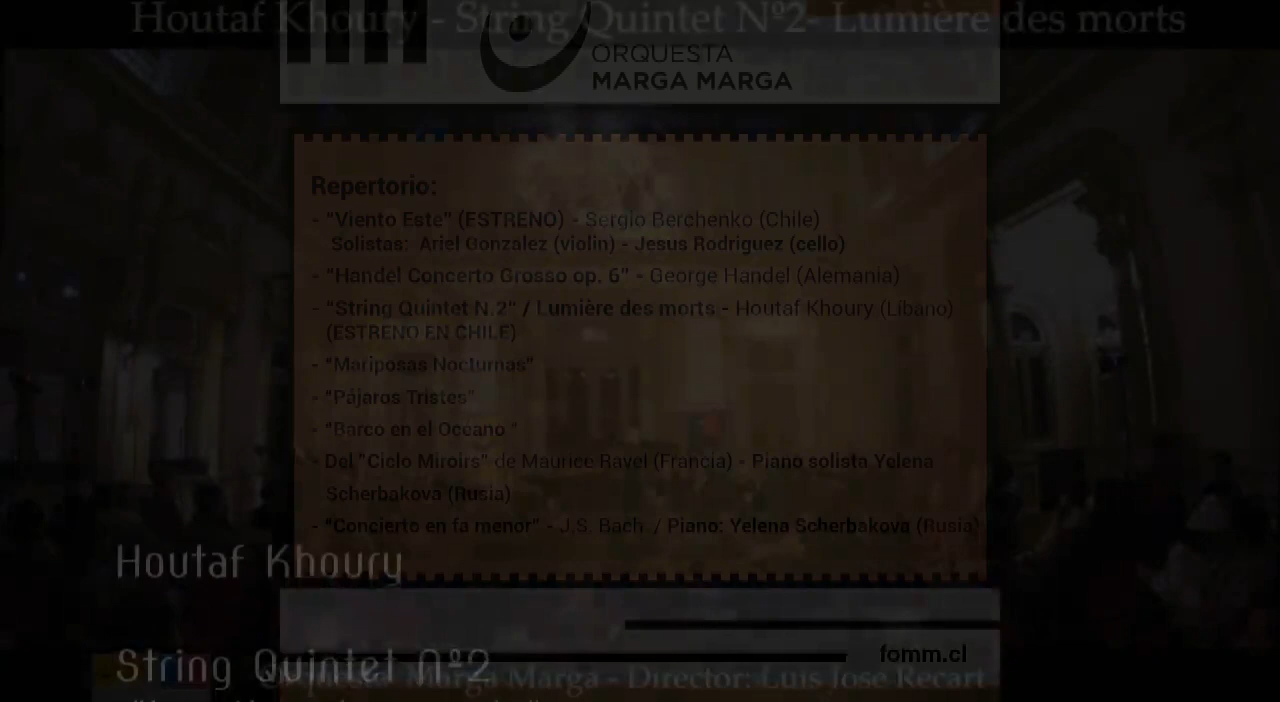 Houtaf Khoury - String Quintet Nº2- Lumière des morts
ORQUESTA
MARGA MARGA
Repertorio:
- "Viento Este" (ESTRENO) - Sergio Berchenko (Chile)
Solistas: Ariel Gonzalez (violin) - Jesus Rodriguez (cello)
- "Handel Concerto Grosso op. 6" - George Handel (Alemania)
- "String Quintet N.2" / Lumière des morts - Houtaf Khoury (Líbano)
(ESTRENO EN CHILE)
- "Mariposas Nocturnas"
- "Pájaros Tristes"
- "Barco en el Oceano "
- Del "Ciclo Miroirs" de Maurice Ravel (Francia) - Piano solista Yelena
Scherbakova (Rusia)
- "Concierto en fa menor" - J.S. Bach / Piano: Yelena Scherbakova (Rusia)
Houtaf Khoury
fomm.cl
String Quintet Nº2
Marga Marga - Director: Luis José Recart